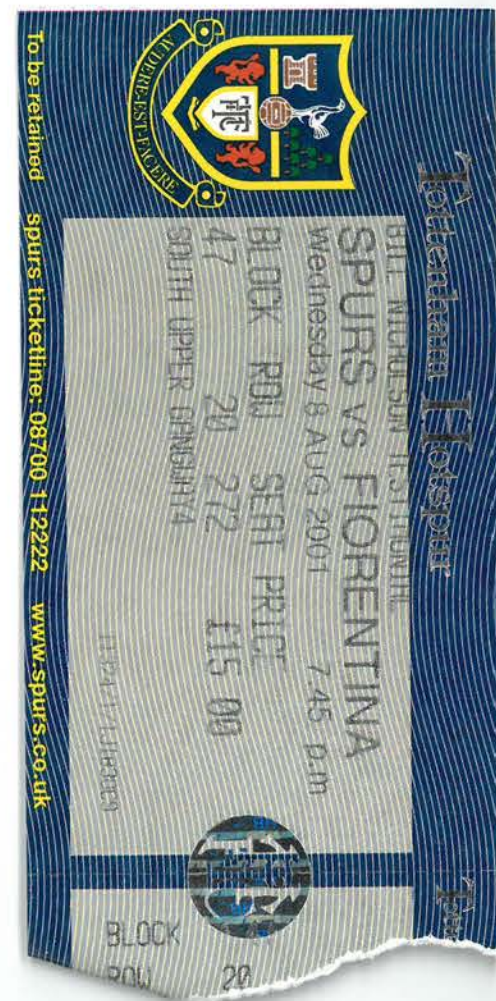 Tottenham Hotspur
BILL NICHOLSON TESTIMONIAL
SPURS vs FIORENTINA
Wednesday 8 AUG 2001 7.45 p.m
BLOCK ROW SEAT PRICE
47 20 272 £15.00
SOUTH UPPER GANGWAY4
AUDERE·EST·FACERE
To be retained spurs ticketline: 08700 112222 www.spurs.co.uk
BLOCK
ROW 20